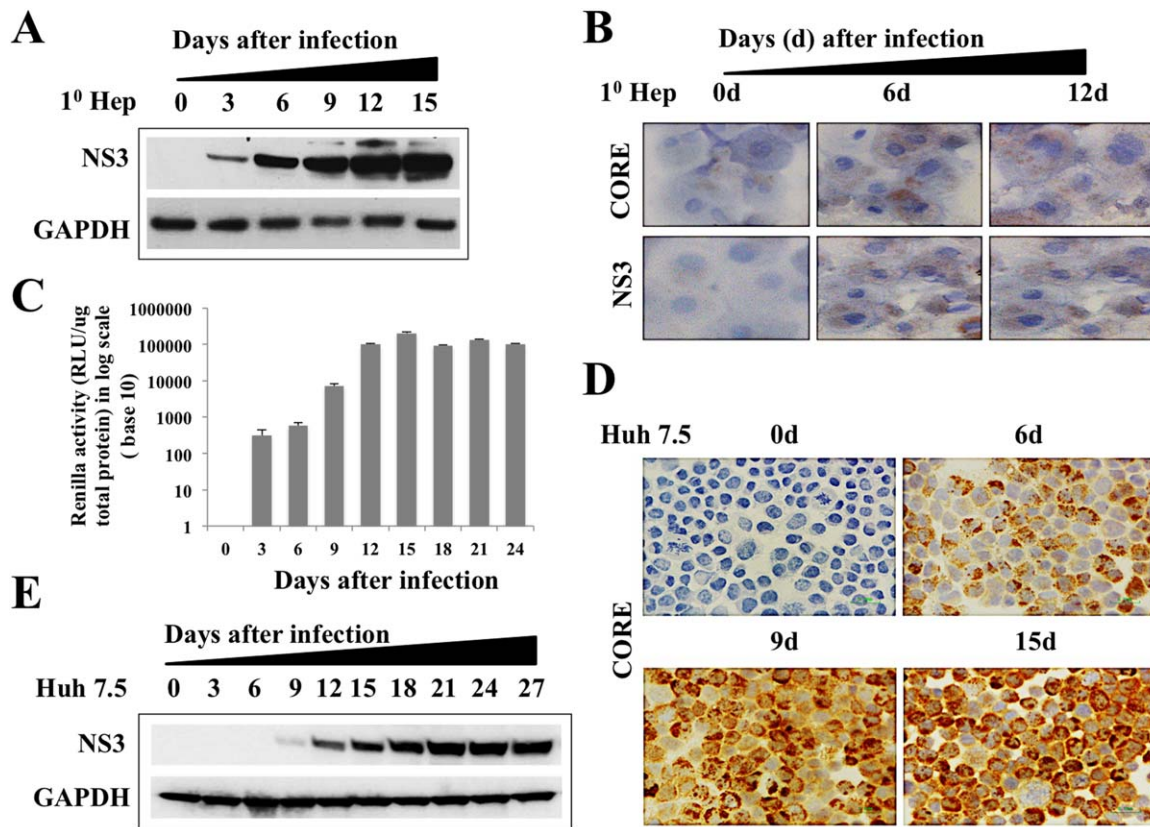 A
Days after infection
1⁰ Hep 0 3 6 9 12 15
NS3
GAPDH
B
Days (d) after infection
1⁰ Hep 0d 6d 12d
CORE
NS3
C
Renilla activity (RLU/ug
total protein) in log scale
( base 10)
1000000
100000
10000
1000
100
10
1
0 3 6 9 12 15 18 21 24
Days after infection
D
Huh 7.5 0d 6d
9d 15d
CORE
E
Days after infection
Huh 7.5 0 3 6 9 12 15 18 21 24 27
NS3
GAPDH